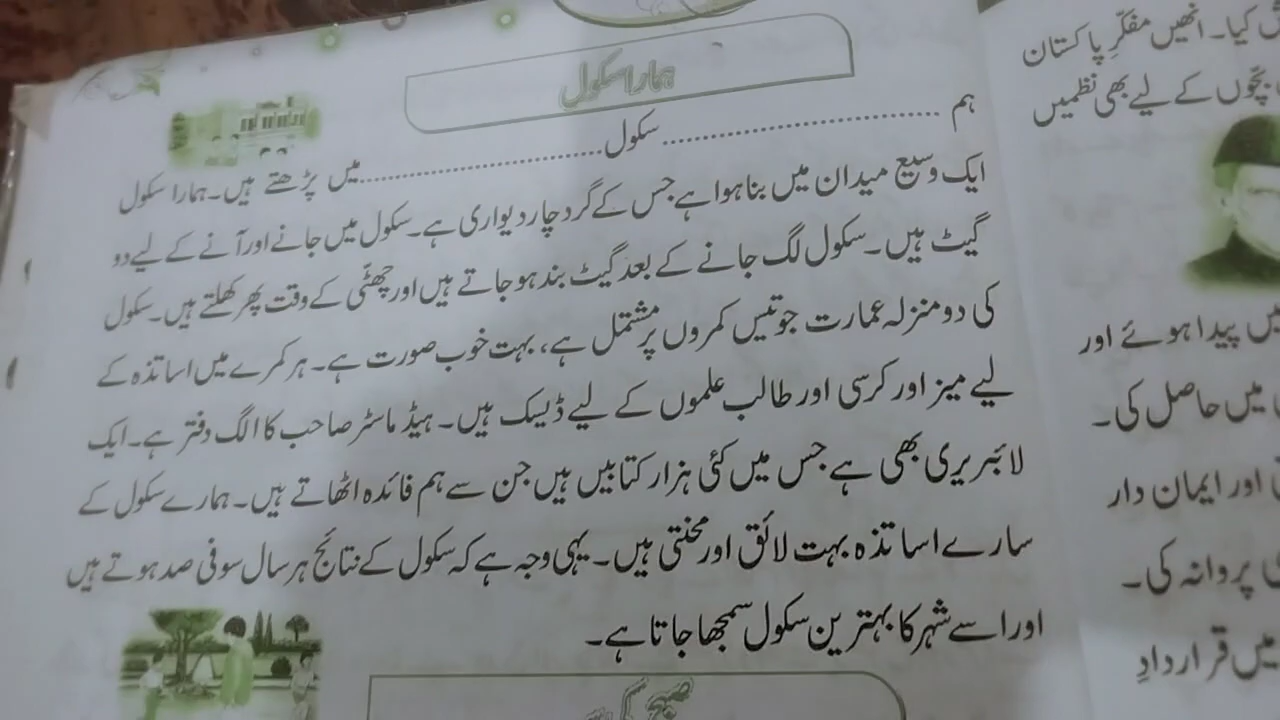 ہمارا سکول
ہم ........................ سکول ........................ میں پڑھتے ہیں۔ ہمارا سکول
ایک وسیع میدان میں بنا ہوا ہے جس کے گرد چار دیواری ہے۔ سکول میں جانے اور آنے کے لیے دو
گیٹ ہیں۔ سکول لگ جانے کے بعد گیٹ بند ہو جاتے ہیں اور چھٹی کے وقت پھر کھلتے ہیں۔ سکول
کی دو منزلہ عمارت جو تیس کمروں پر مشتمل ہے، بہت خوب صورت ہے۔ ہر کمرے میں اساتذہ کے
لیے میز اور کرسی اور طالب علموں کے لیے ڈیسک ہیں۔ ہیڈ ماسٹر صاحب کا الگ دفتر ہے۔ ایک
لائبریری بھی ہے جس میں کئی ہزار کتابیں ہیں جن سے ہم فائدہ اٹھاتے ہیں۔ ہمارے سکول کے
سارے اساتذہ بہت لائق اور محنتی ہیں۔ یہی وجہ ہے کہ سکول کے نتائج ہر سال سو فی صد ہوتے ہیں
اور اسے شہر کا بہترین سکول سمجھا جاتا ہے۔
صبح کی
کیا۔ انھیں مفکّرِ پاکستان
بچّوں کے لیے بھی نظمیں
میں پیدا ہوئے اور
میں حاصل کی۔
اور ایمان دار
پروانہ کی۔
میں قراردادِ